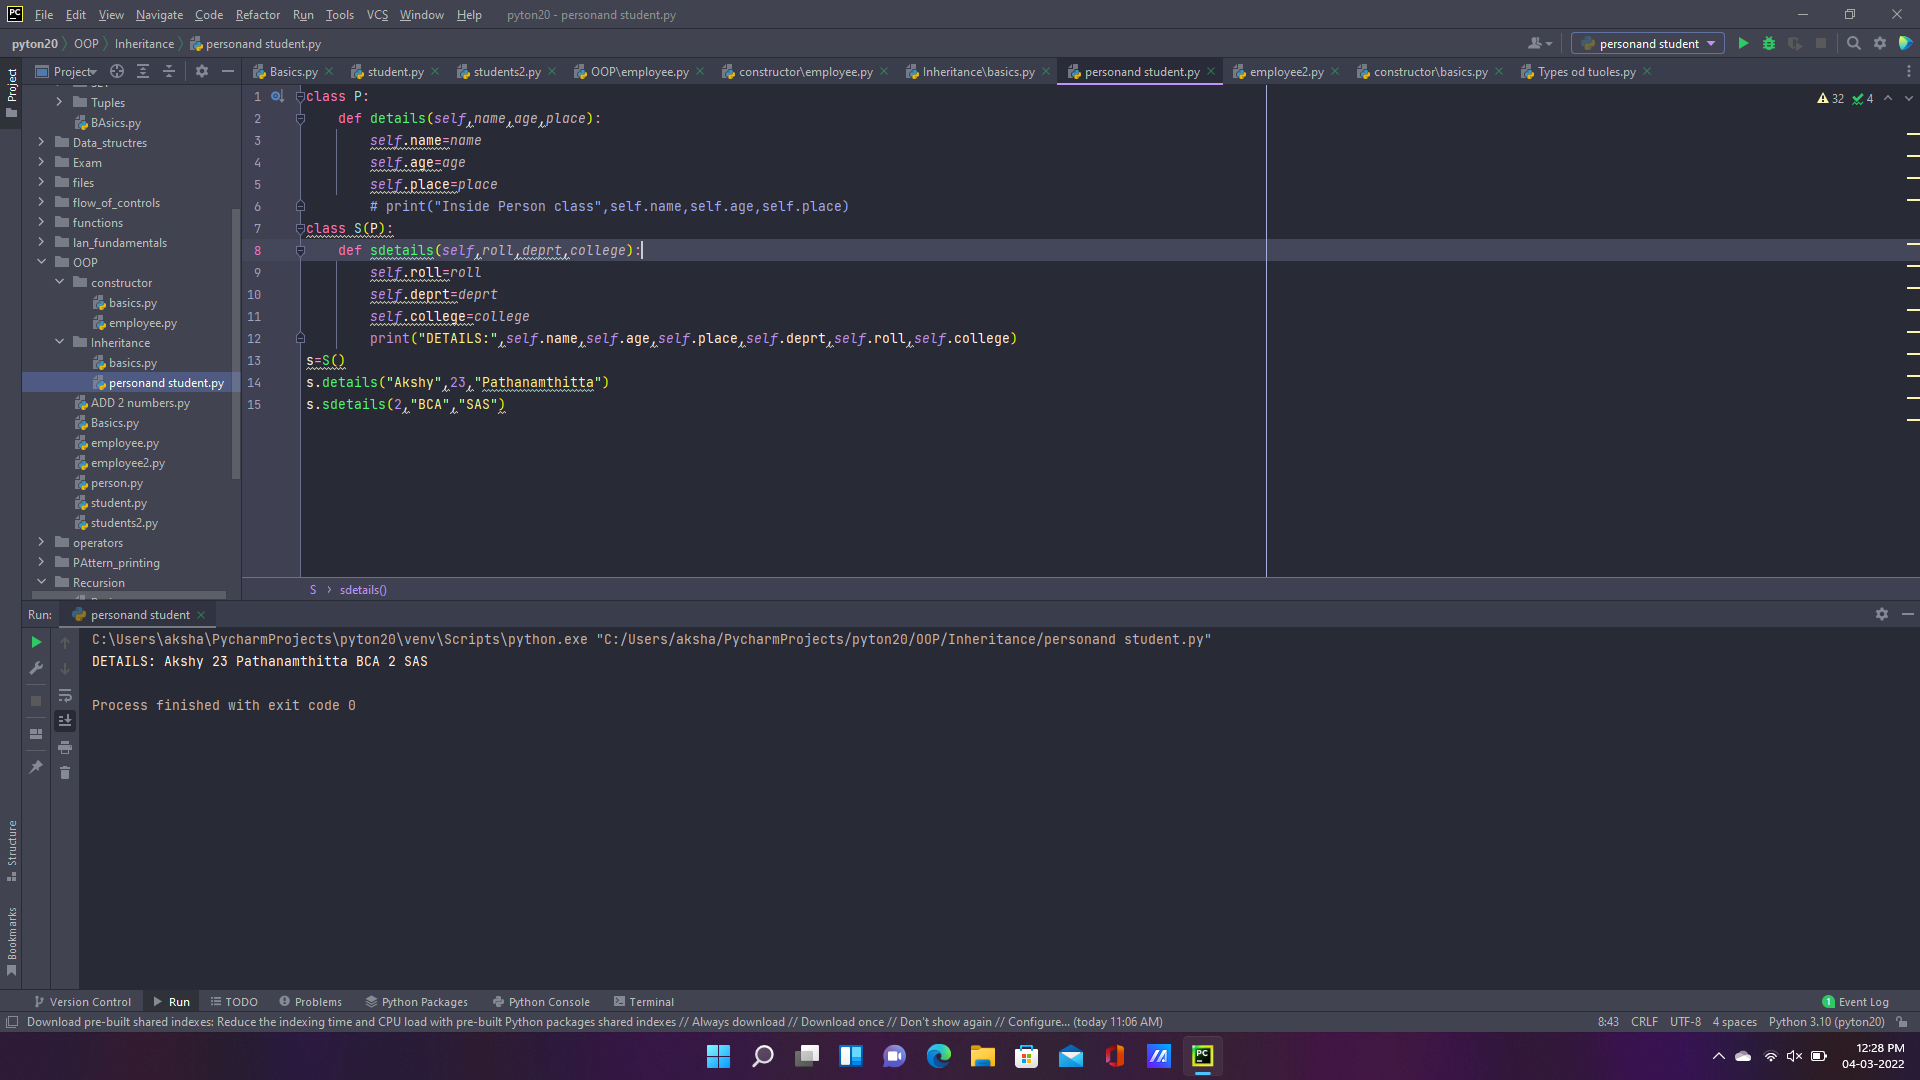 PC File Edit View Navigate Code Refactor Run Tools VCS Window Help pyton20 - personand student.py
pyton20 OOP Inheritance personand student.py personand student
Project Basics.py student.py students2.py OOP\employee.py constructor\employee.py Inheritance\basics.py personand student.py employee2.py constructor\basics.py Types od tuoles.py
Project
Tuples
BAsics.py
Data_structres
Exam
files
flow_of_controls
functions
lan_fundamentals
OOP
constructor
basics.py
employee.py
Inheritance
basics.py
personand student.py
ADD 2 numbers.py
Basics.py
employee.py
employee2.py
person.py
student.py
students2.py
operators
PAttern_printing
Recursion
32 4
1 class P:
2 def details(self,name,age,place):
3 self.name=name
4 self.age=age
5 self.place=place
6 # print("Inside Person class",self.name,self.age,self.place)
7 class S(P):
8 def sdetails(self,roll,deprt,college):
9 self.roll=roll
10 self.deprt=deprt
11 self.college=college
12 print("DETAILS:",self.name,self.age,self.place,self.deprt,self.roll,self.college)
13 s=S()
14 s.details("Akshy",23,"Pathanamthitta")
15 s.sdetails(2,"BCA","SAS")
S sdetails()
Run: personand student
C:\Users\aksha\PycharmProjects\pyton20\venv\Scripts\python.exe "C:/Users/aksha/PycharmProjects/pyton20/OOP/Inheritance/personand student.py"
DETAILS: Akshy 23 Pathanamthitta BCA 2 SAS
Process finished with exit code 0
Structure
Bookmarks
Version Control Run TODO Problems Python Packages Python Console Terminal 1 Event Log
Download pre-built shared indexes: Reduce the indexing time and CPU load with pre-built Python packages shared indexes // Always download // Download once // Don't show again // Configure... (today 11:06 AM) 8:43 CRLF UTF-8 4 spaces Python 3.10 (pyton20)
PC
12:28 PM
04-03-2022